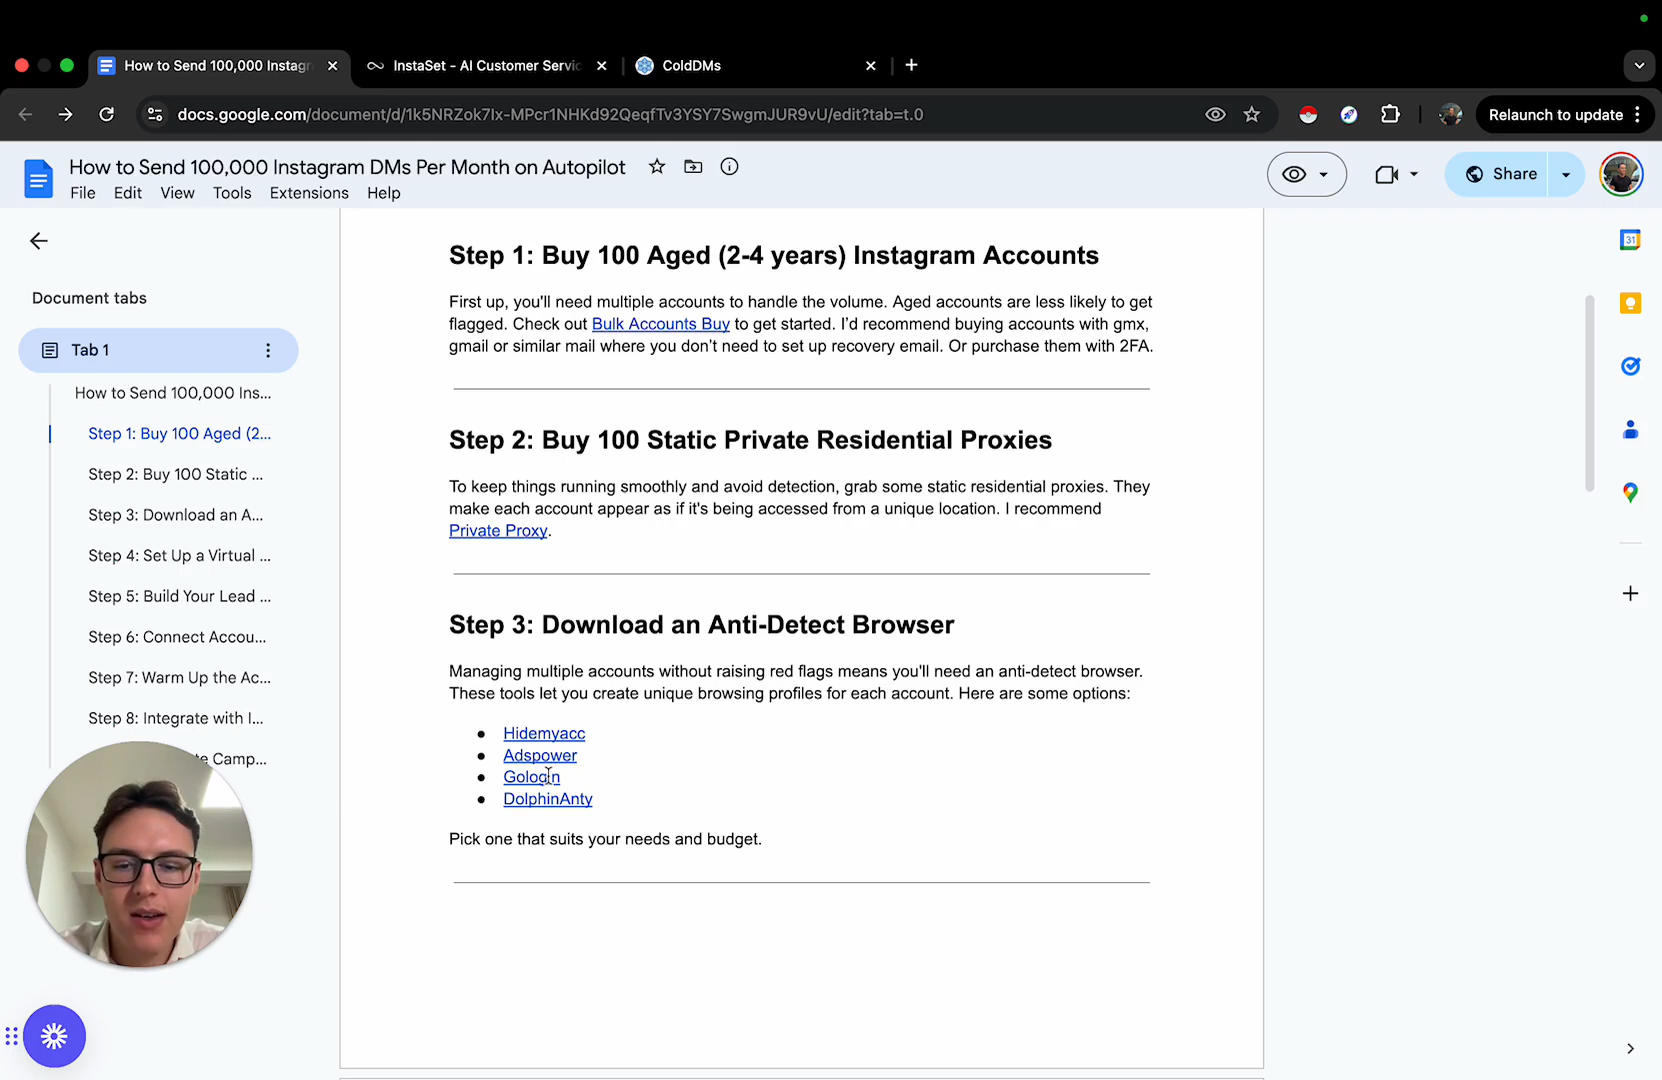 How to Send 100,000 Instagr
InstaSet - AI Customer Servic
ColdDMs
docs.google.com/document/d/1k5NRZok7Ix-MPcr1NHKd92QeqfTv3YSY7SwgmJUR9vU/edit?tab=t.0
Relaunch to update
How to Send 100,000 Instagram DMs Per Month on Autopilot
File Edit View Tools Extensions Help
Share
Document tabs
Tab 1
How to Send 100,000 Ins...
Step 1: Buy 100 Aged (2...
Step 2: Buy 100 Static ...
Step 3: Download an A...
Step 4: Set Up a Virtual ...
Step 5: Build Your Lead ...
Step 6: Connect Accou...
Step 7: Warm Up the Ac...
Step 8: Integrate with I...
te Camp...
Step 1: Buy 100 Aged (2-4 years) Instagram Accounts
First up, you'll need multiple accounts to handle the volume. Aged accounts are less likely to get
flagged. Check out Bulk Accounts Buy to get started. I'd recommend buying accounts with gmx,
gmail or similar mail where you don't need to set up recovery email. Or purchase them with 2FA.
Step 2: Buy 100 Static Private Residential Proxies
To keep things running smoothly and avoid detection, grab some static residential proxies. They
make each account appear as if it's being accessed from a unique location. I recommend
Private Proxy.
Step 3: Download an Anti-Detect Browser
Managing multiple accounts without raising red flags means you'll need an anti-detect browser.
These tools let you create unique browsing profiles for each account. Here are some options:
● Hidemyacc
● Adspower
● Gologin
● DolphinAnty
Pick one that suits your needs and budget.
31